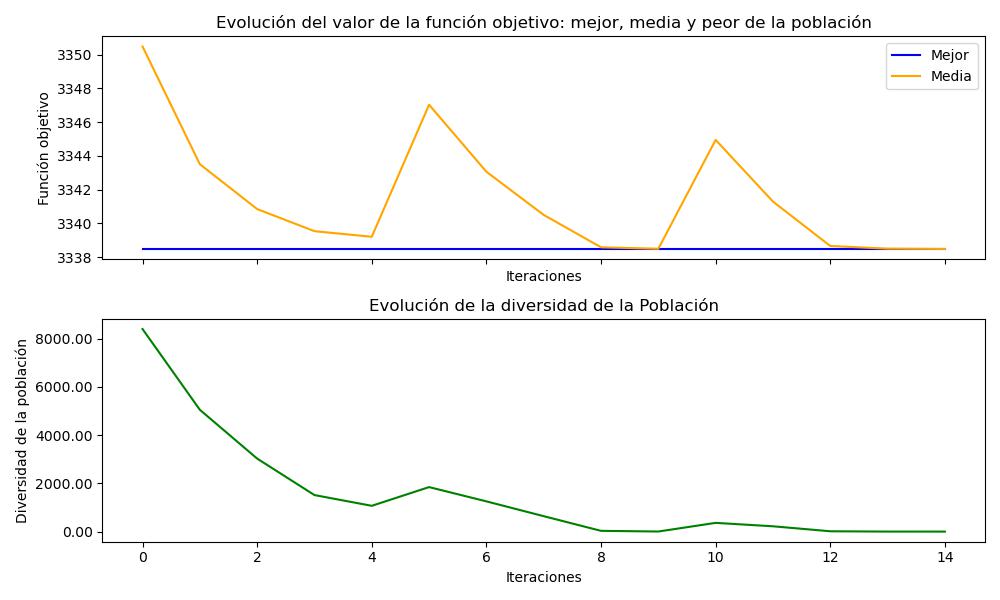 Evolución del valor de la función objetivo: mejor, media y peor de la población
3350
3348
3346
3344
3342
3340
3338
Función objetivo
Mejor
Media
Iteraciones
Evolución de la diversidad de la Población
8000.00
6000.00
4000.00
2000.00
0.00
Diversidad de la población
0 2 4 6 8 10 12 14
Iteraciones